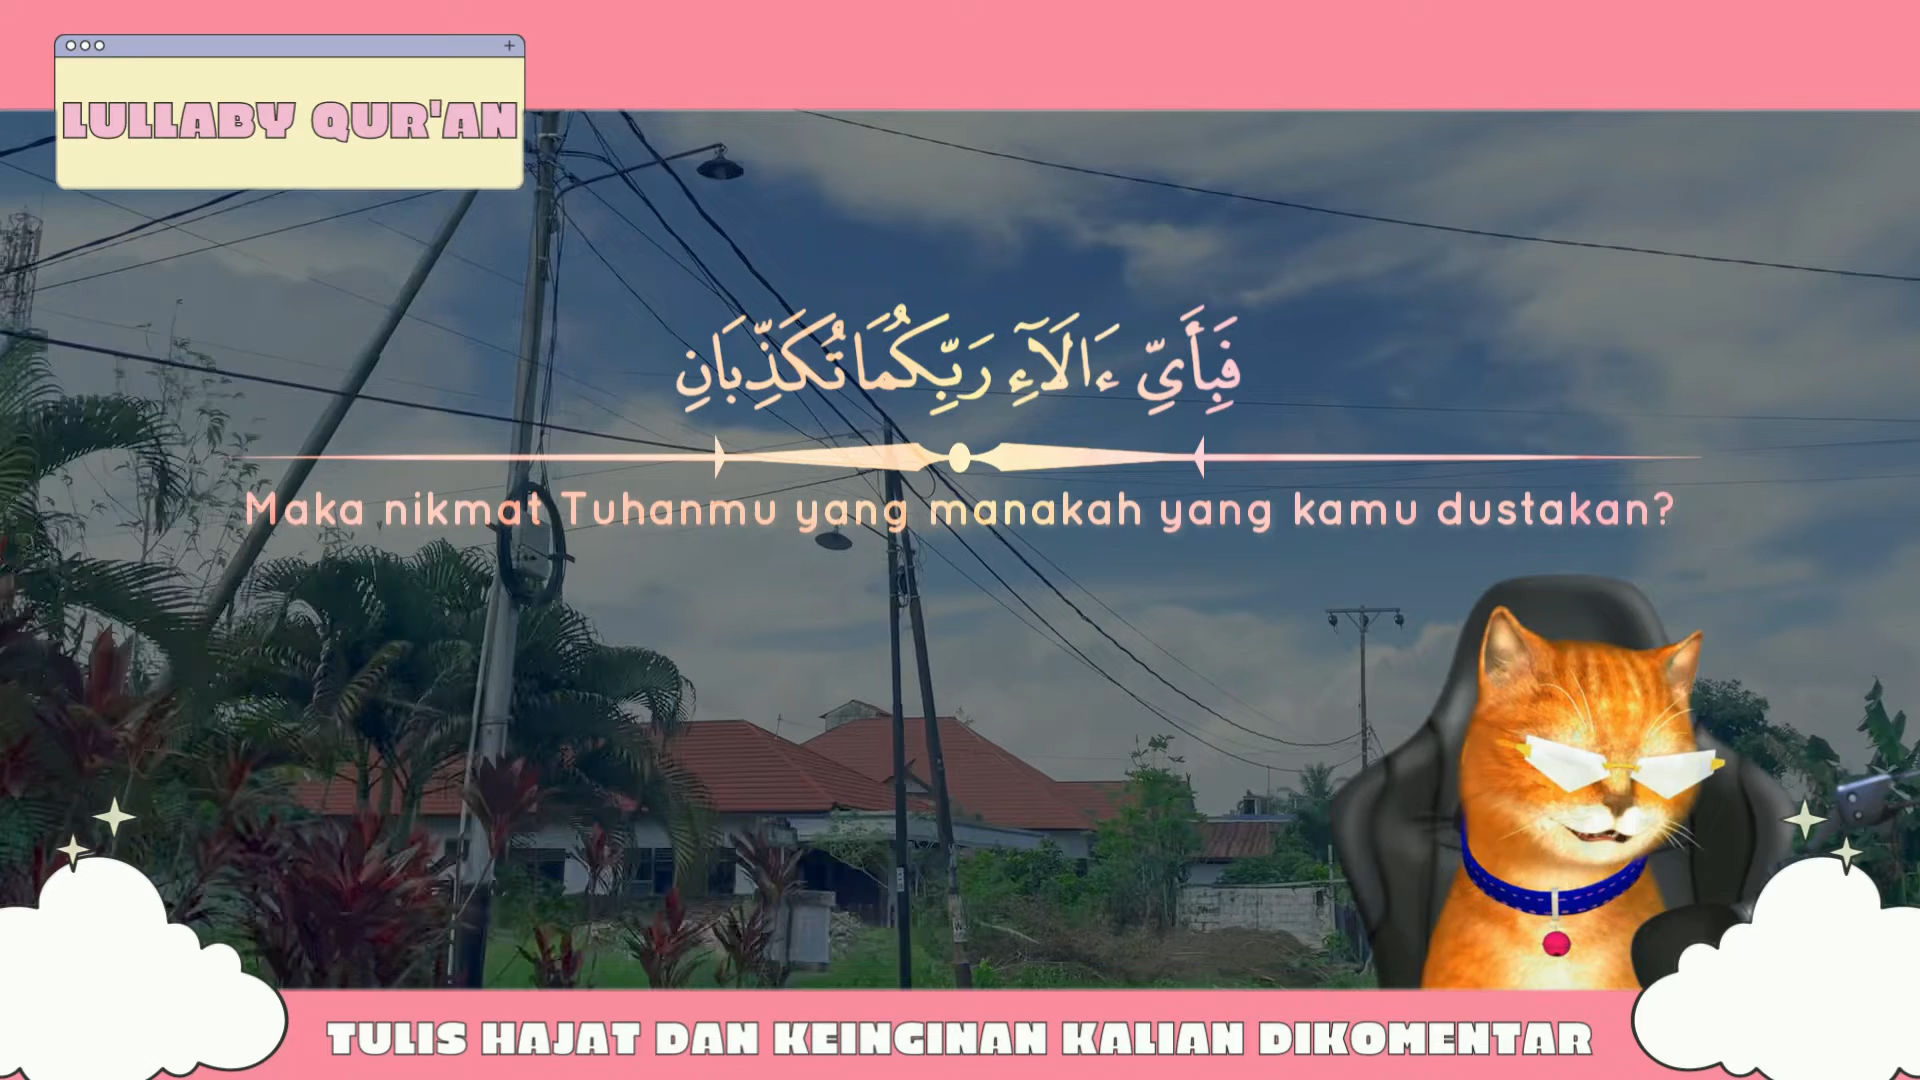 LULLABY QUR'AN
فَبِأَيِّ ءَالَآءِ رَبِّكُمَا تُكَذِّبَانِ
Maka nikmat Tuhanmu yang manakah yang kamu dustakan?
TULIS HAJAT DAN KEINGINAN KALIAN DIKOMENTAR